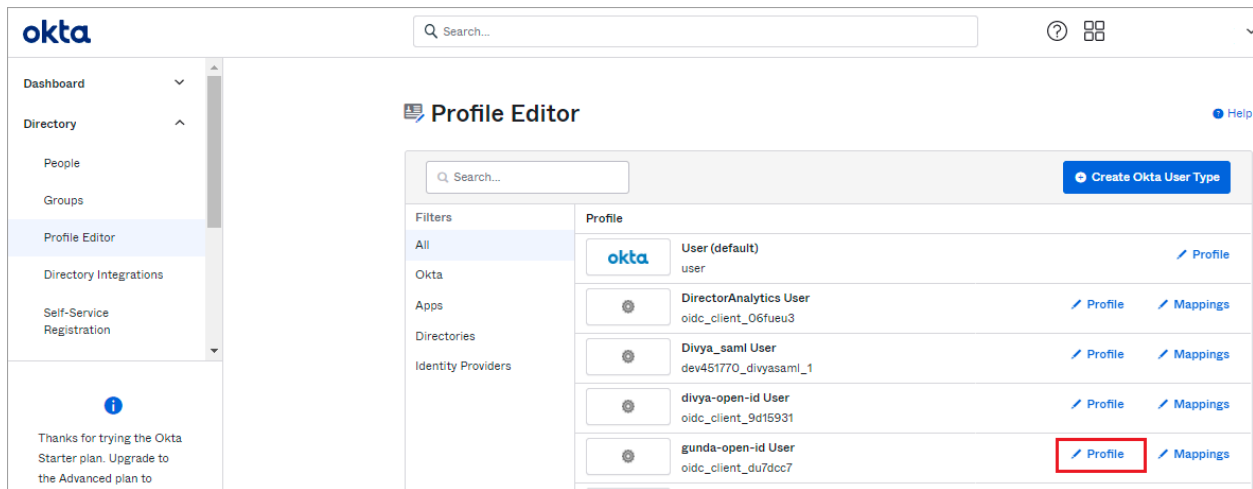 okta
Search...
Dashboard
Directory
People
Groups
Profile Editor
Directory Integrations
Self-Service
Registration
Thanks for trying the Okta
Starter plan. Upgrade to
the Advanced plan to
Profile Editor
Help
Search...
Create Okta User Type
Filters
All
Okta
Apps
Directories
Identity Providers
Profile
okta
User (default)
user
Profile
DirectorAnalytics User
oidc_client_06fueu3
Profile
Mappings
Divya_saml User
dev451770_divyasaml_1
Profile
Mappings
divya-open-id User
oidc_client_9d15931
Profile
Mappings
gunda-open-id User
oidc_client_du7dcc7
Profile
Mappings